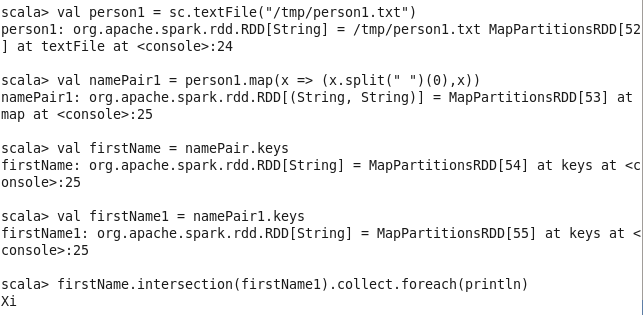 scala> val person1 = sc.textFile("/tmp/person1.txt")
person1: org.apache.spark.rdd.RDD[String] = /tmp/person1.txt MapPartitionsRDD[52
] at textFile at <console>:24
scala> val namePair1 = person1.map(x => (x.split(" ")(0),x))
namePair1: org.apache.spark.rdd.RDD[(String, String)] = MapPartitionsRDD[53] at
map at <console>:25
scala> val firstName = namePair.keys
firstName: org.apache.spark.rdd.RDD[String] = MapPartitionsRDD[54] at keys at <c
onsole>:25
scala> val firstName1 = namePair1.keys
firstName1: org.apache.spark.rdd.RDD[String] = MapPartitionsRDD[55] at keys at <
console>:25
scala> firstName.intersection(firstName1).collect.foreach(println)
Xi